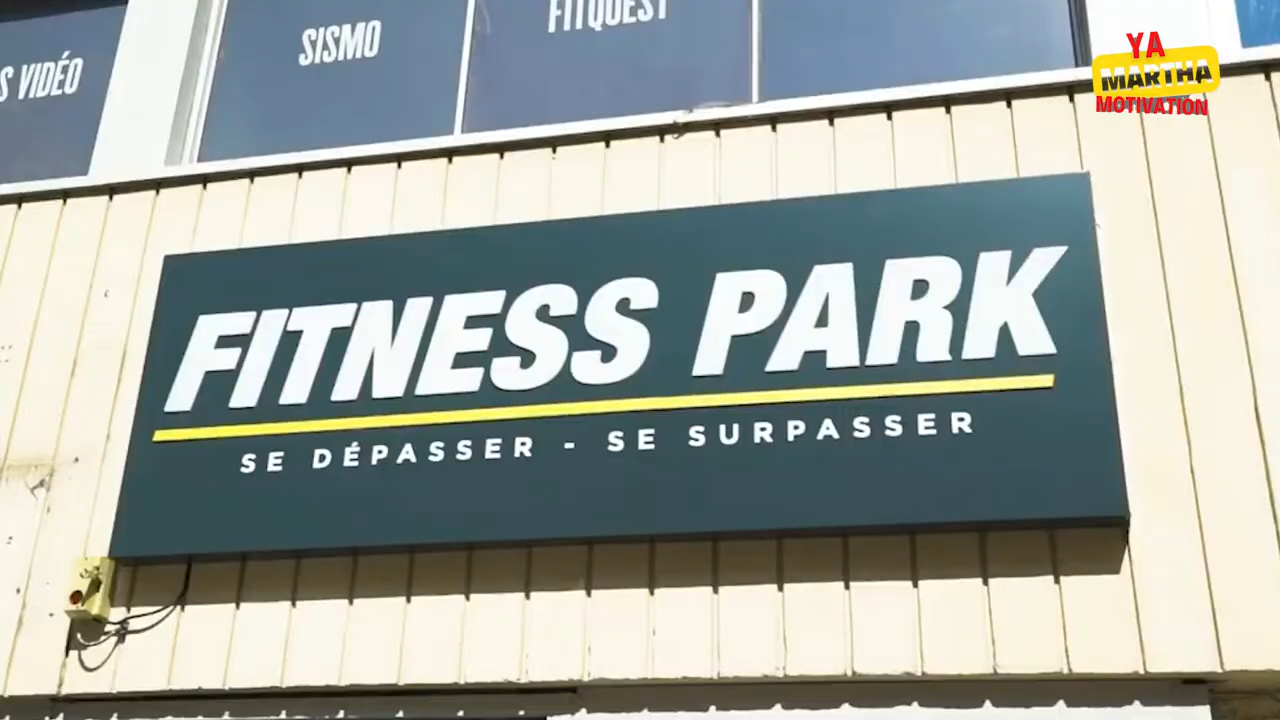 S VIDÉO
SISMO
FITQUEST
YA
MARTHA
MOTIVATION
FITNESS PARK
SE DÉPASSER - SE SURPASSER